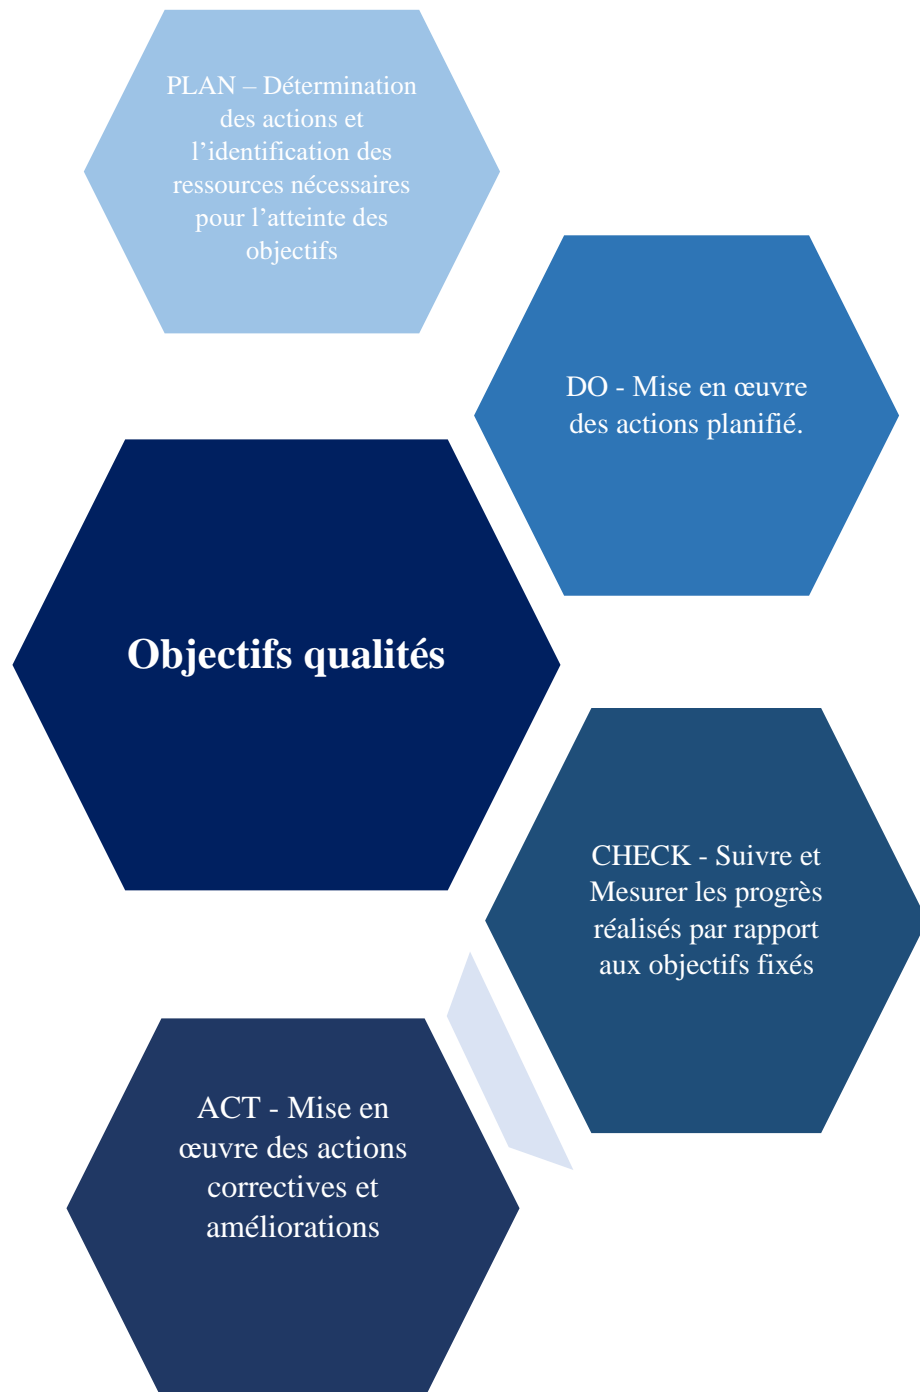 PLAN – Détermination
des actions et
l’identification des
ressources nécessaires
pour l’atteinte des
objectifs
DO - Mise en œuvre
des actions planifié.
Objectifs qualités
CHECK - Suivre et
Mesurer les progrès
réalisés par rapport
aux objectifs fixés
ACT - Mise en
œuvre des actions
correctives et
améliorations